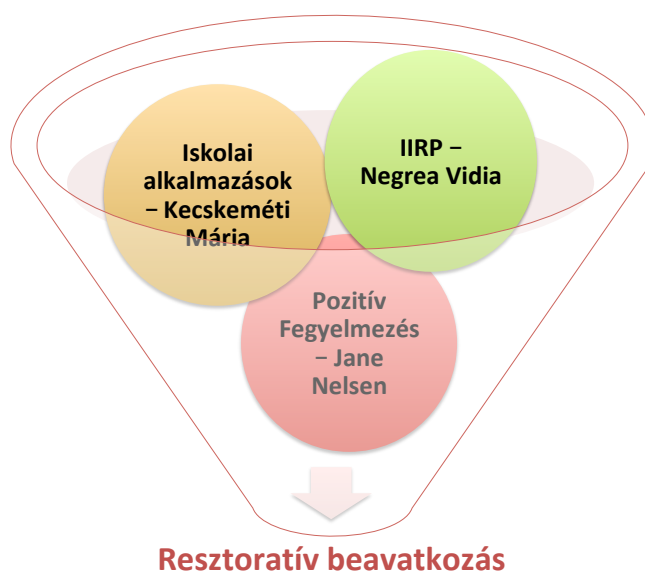 Iskolai
alkalmazások
– Kecskeméti
Mária
IIRP –
Negrea Vidia
Pozitív
Fegyelmezés
– Jane
Nelsen
Resztoratív beavatkozás